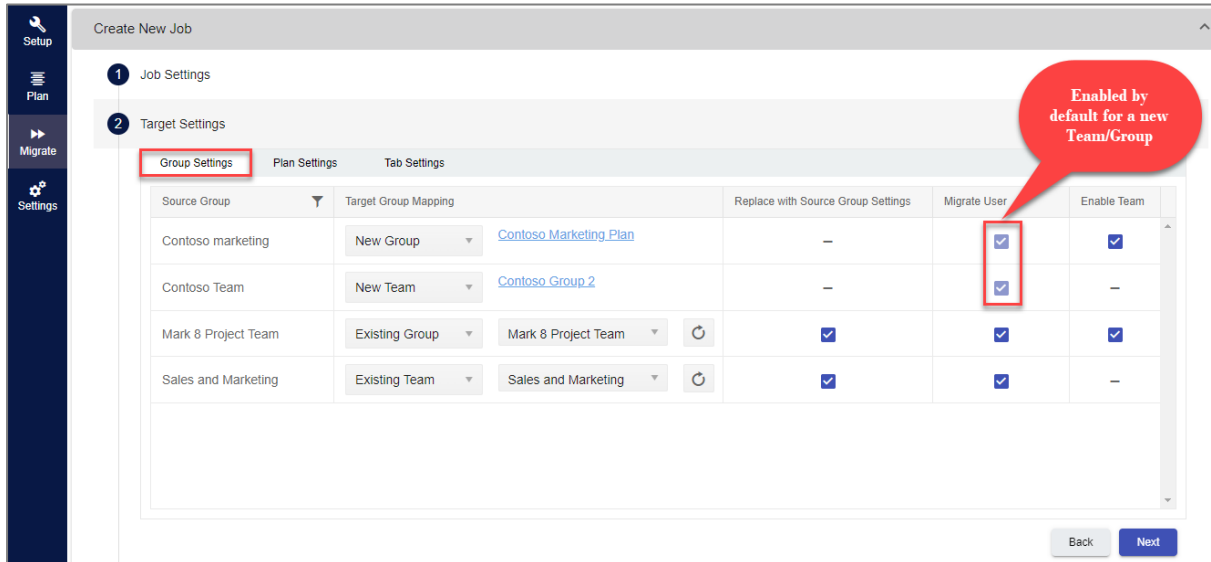 Setup
Plan
Migrate
Settings
Create New Job
1 Job Settings
2 Target Settings
Enabled by
default for a new
Team/Group
Group Settings Plan Settings Tab Settings
Source Group Target Group Mapping Replace with Source Group Settings Migrate User Enable Team
Contoso marketing New Group Contoso Marketing Plan –
Contoso Team New Team Contoso Group 2 – –
Mark 8 Project Team Existing Group Mark 8 Project Team
Sales and Marketing Existing Team Sales and Marketing –
Back Next